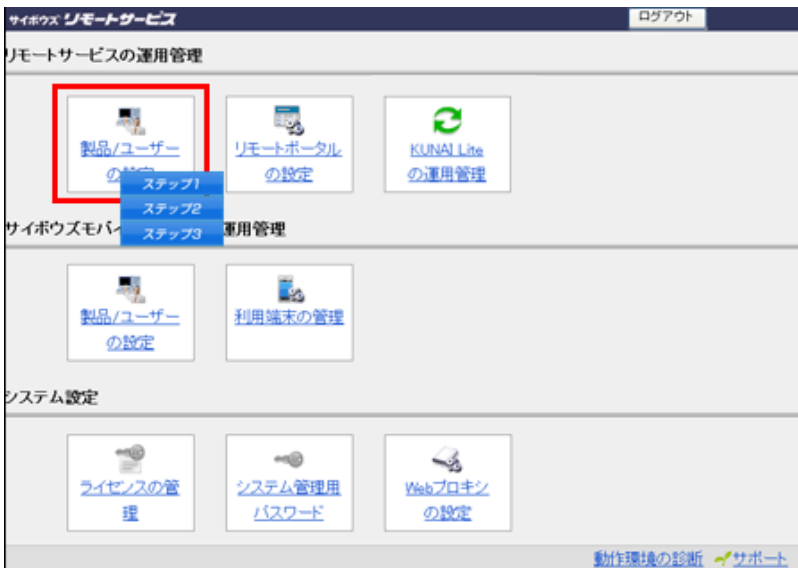 サイボウズ リモートサービス
ログアウト
リモートサービスの運用管理
製品/ユーザー
の設定
リモートポータル
の設定
KUNAI Lite
の運用管理
ステップ1
ステップ2
ステップ3
サイボウズモバイ
運用管理
製品/ユーザー
の設定
利用端末の管理
システム設定
ライセンスの管
理
システム管理用
パスワード
Webプロキシ
の設定
動作環境の診断
サポート